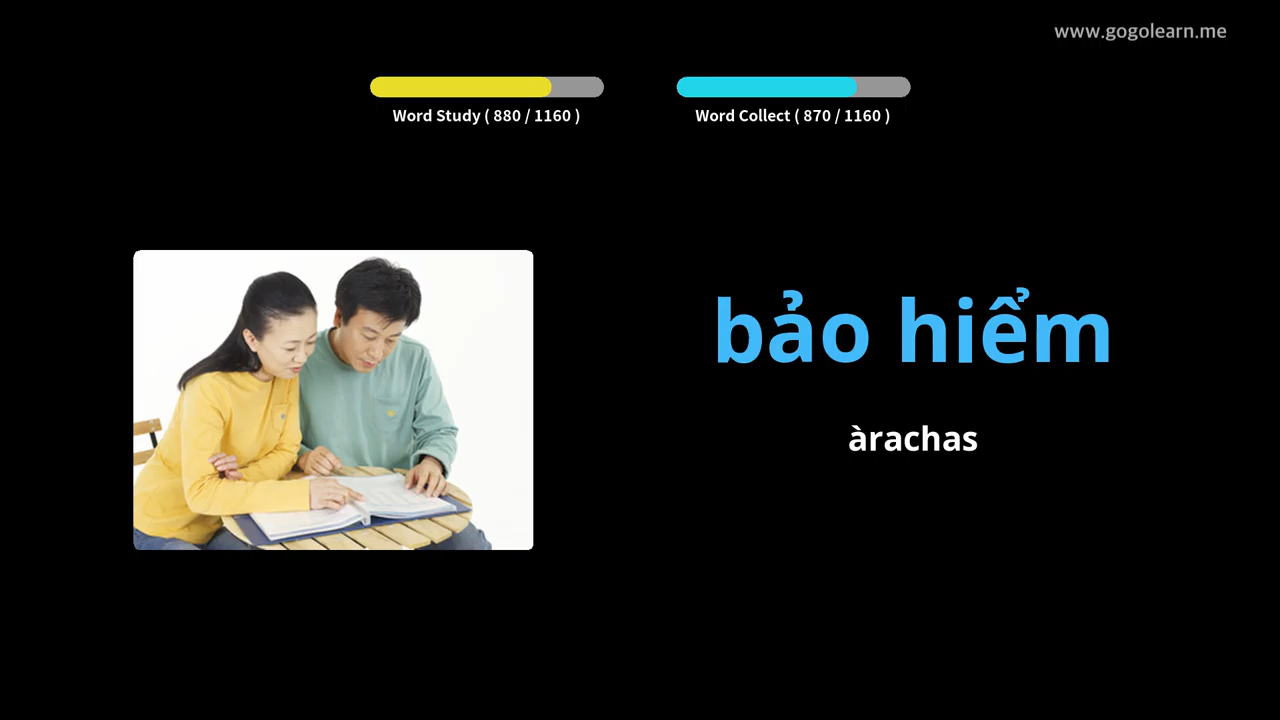 www.gogolearn.me
Word Study ( 880 / 1160 )
Word Collect ( 870 / 1160 )
bảo hiểm
àrachas